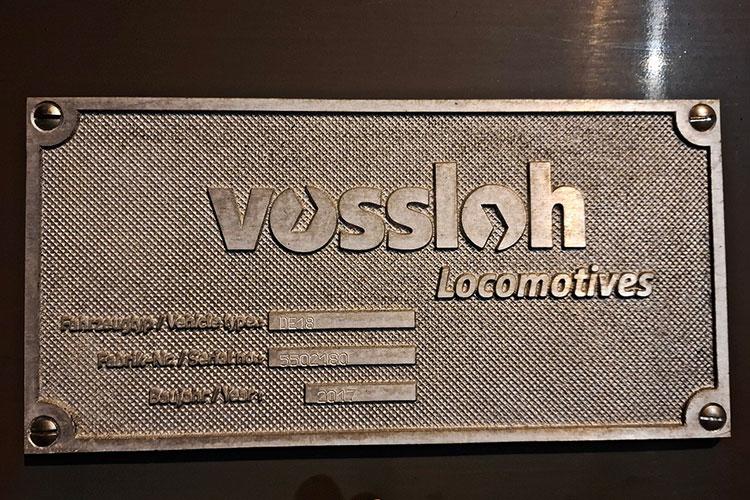 vossloh
Locomotives
Fahrzeugtyp / Vehicle type: DE18
Fabrik-Nr. / Serial no.: 5502180
Baujahr / Year: 2017